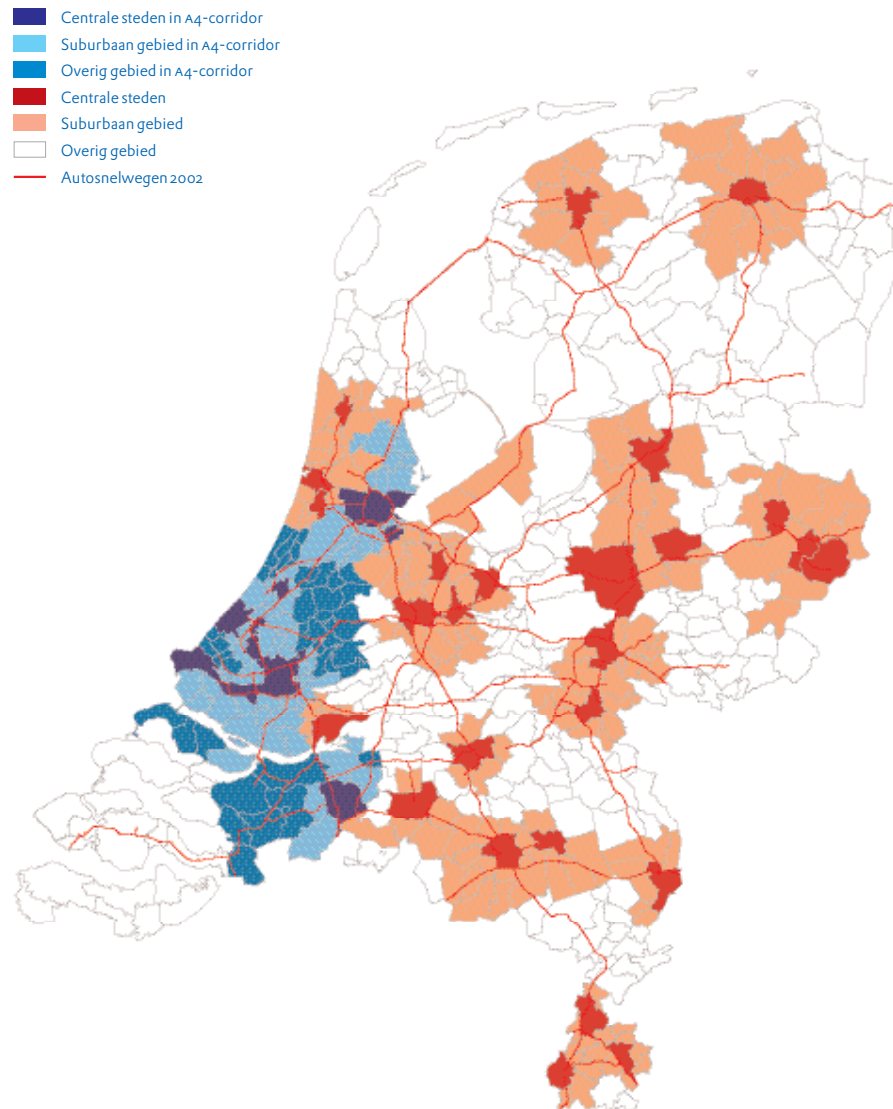 Centrale steden in A4-corridor
Suburbaan gebied in A4-corridor
Overig gebied in A4-corridor
Centrale steden
Suburbaan gebied
Overig gebied
Autosnelwegen 2002